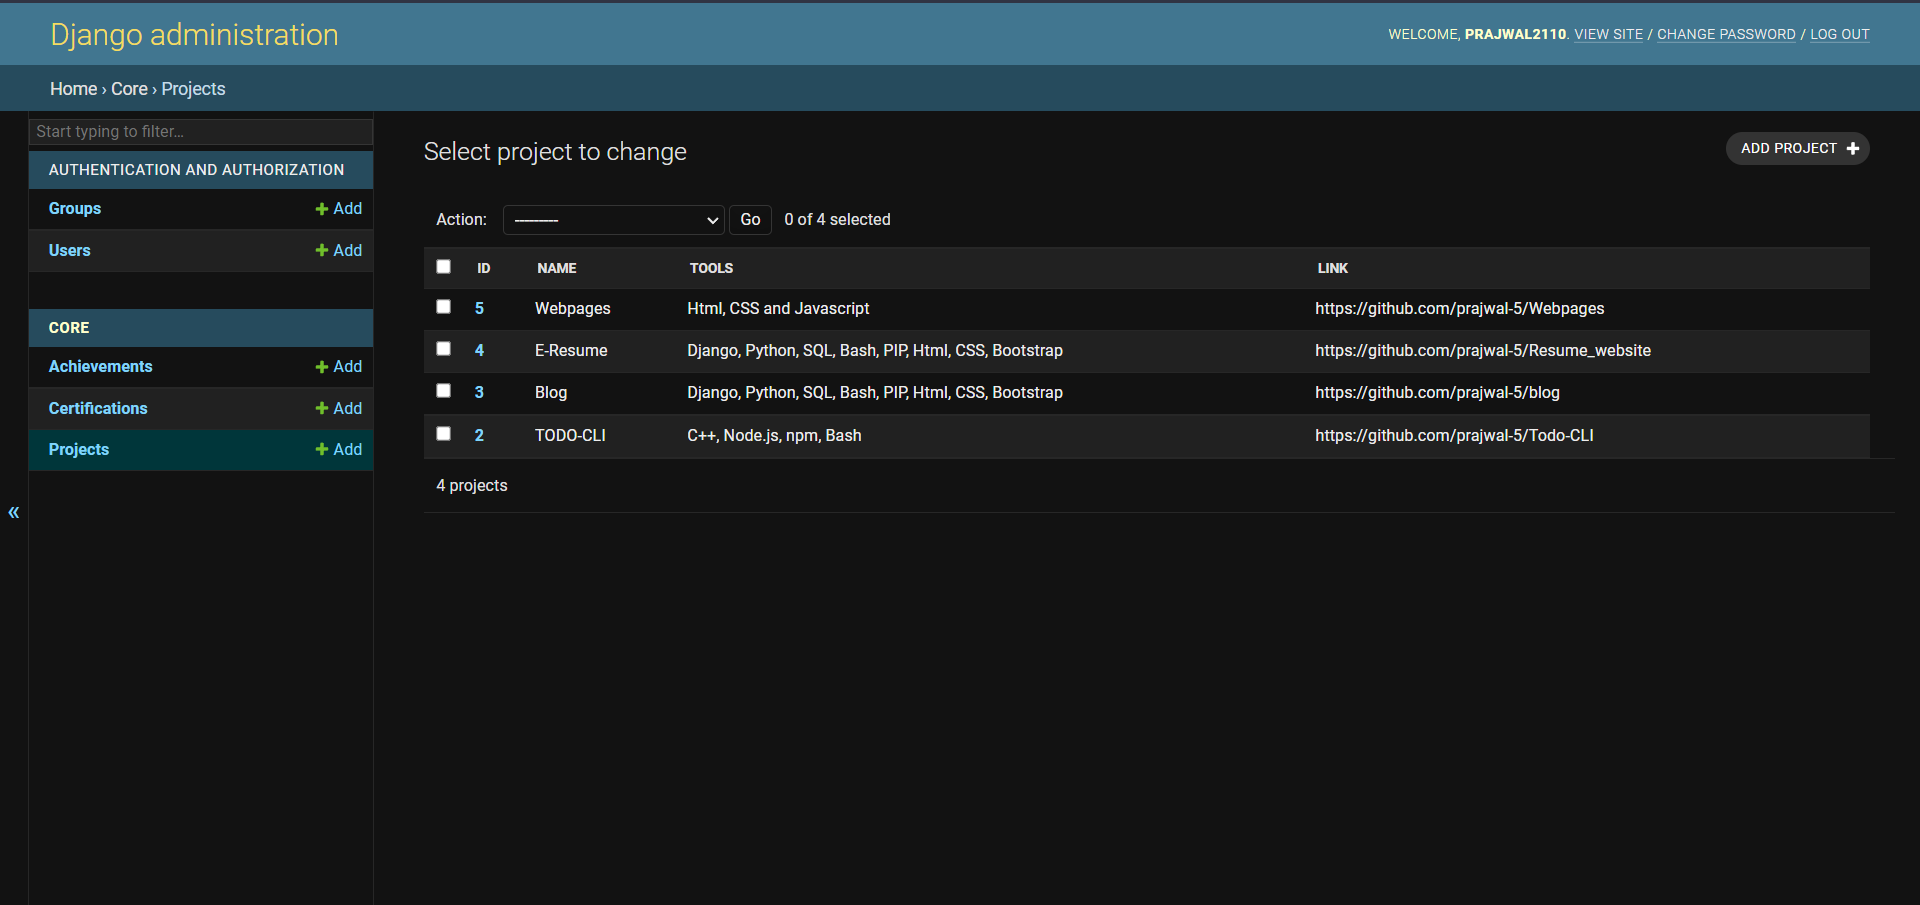 Django administration
WELCOME, PRAJWAL2110. VIEW SITE / CHANGE PASSWORD / LOG OUT
Home › Core › Projects
Start typing to filter...
AUTHENTICATION AND AUTHORIZATION
Groups + Add
Users + Add
CORE
Achievements + Add
Certifications + Add
Projects + Add
«
Select project to change
ADD PROJECT +
Action: --------- Go 0 of 4 selected
ID NAME TOOLS LINK
5 Webpages Html, CSS and Javascript https://github.com/prajwal-5/Webpages
4 E-Resume Django, Python, SQL, Bash, PIP, Html, CSS, Bootstrap https://github.com/prajwal-5/Resume_website
3 Blog Django, Python, SQL, Bash, PIP, Html, CSS, Bootstrap https://github.com/prajwal-5/blog
2 TODO-CLI C++, Node.js, npm, Bash https://github.com/prajwal-5/Todo-CLI
4 projects